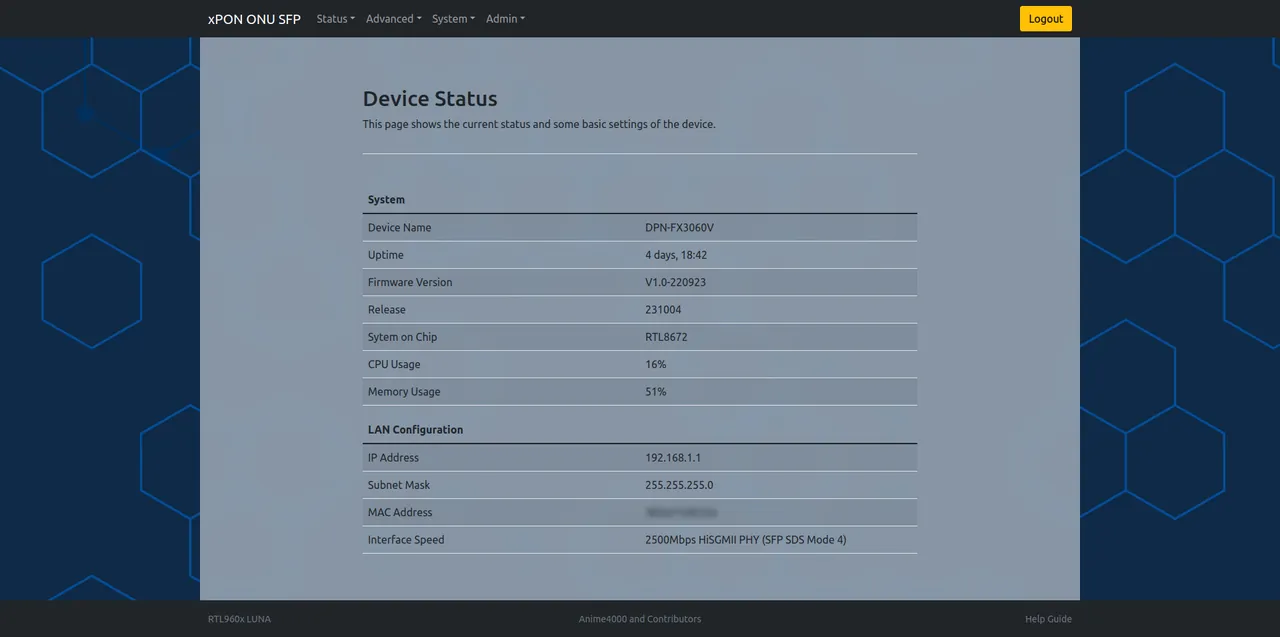 xPON ONU SFP Status Advanced System Admin Logout
Device Status
This page shows the current status and some basic settings of the device.
System
Device Name DPN-FX3060V
Uptime 4 days, 18:42
Firmware Version V1.0-220923
Release 231004
Sytem on Chip RTL8672
CPU Usage 16%
Memory Usage 51%
LAN Configuration
IP Address 192.168.1.1
Subnet Mask 255.255.255.0
MAC Address
Interface Speed 2500Mbps HiSGMII PHY (SFP SDS Mode 4)
RTL960x LUNA Anime4000 and Contributors Help Guide